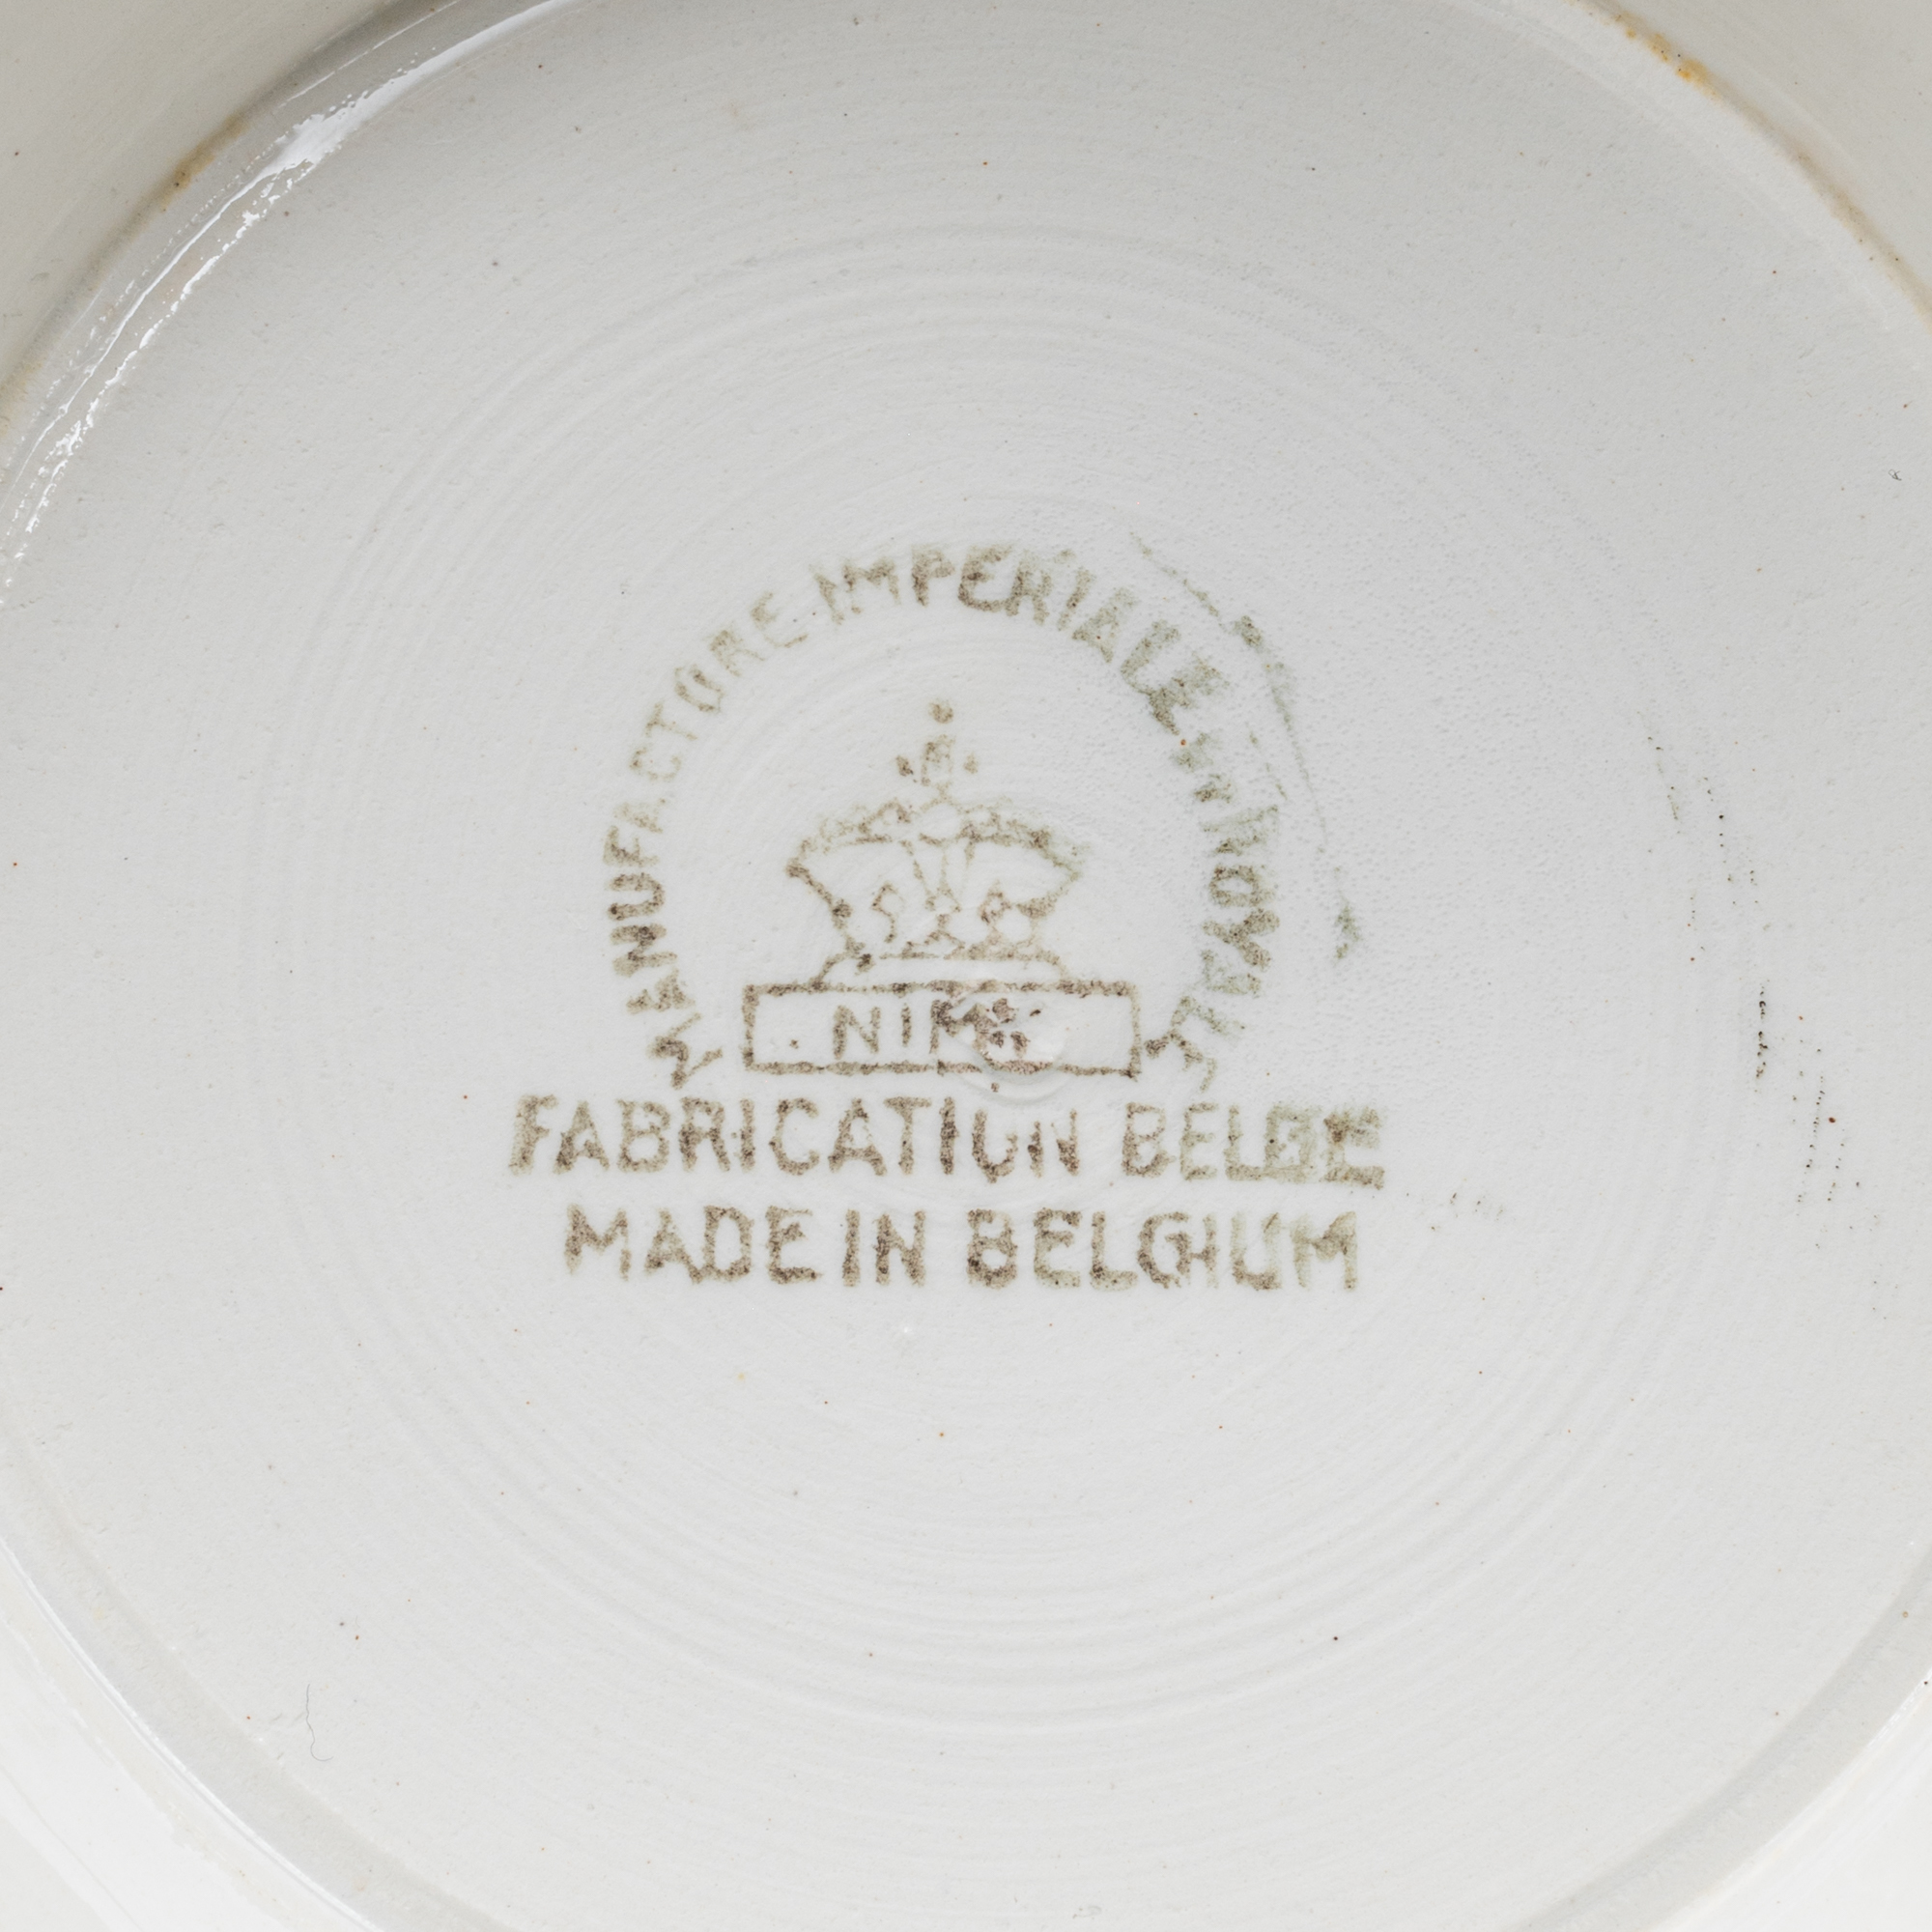 MANUFACTURE IMPERIALE ET ROYALE
NIMY
FABRICATION BELGE
MADE IN BELGIUM